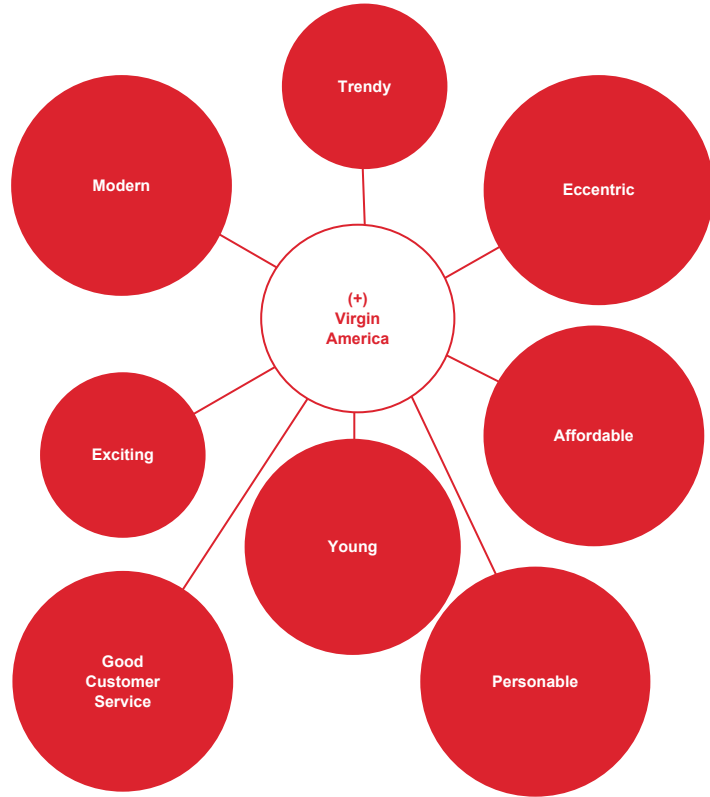 Trendy
Modern
Eccentric
(+)
Virgin
America
Affordable
Exciting
Young
Good
Customer
Service
Personable